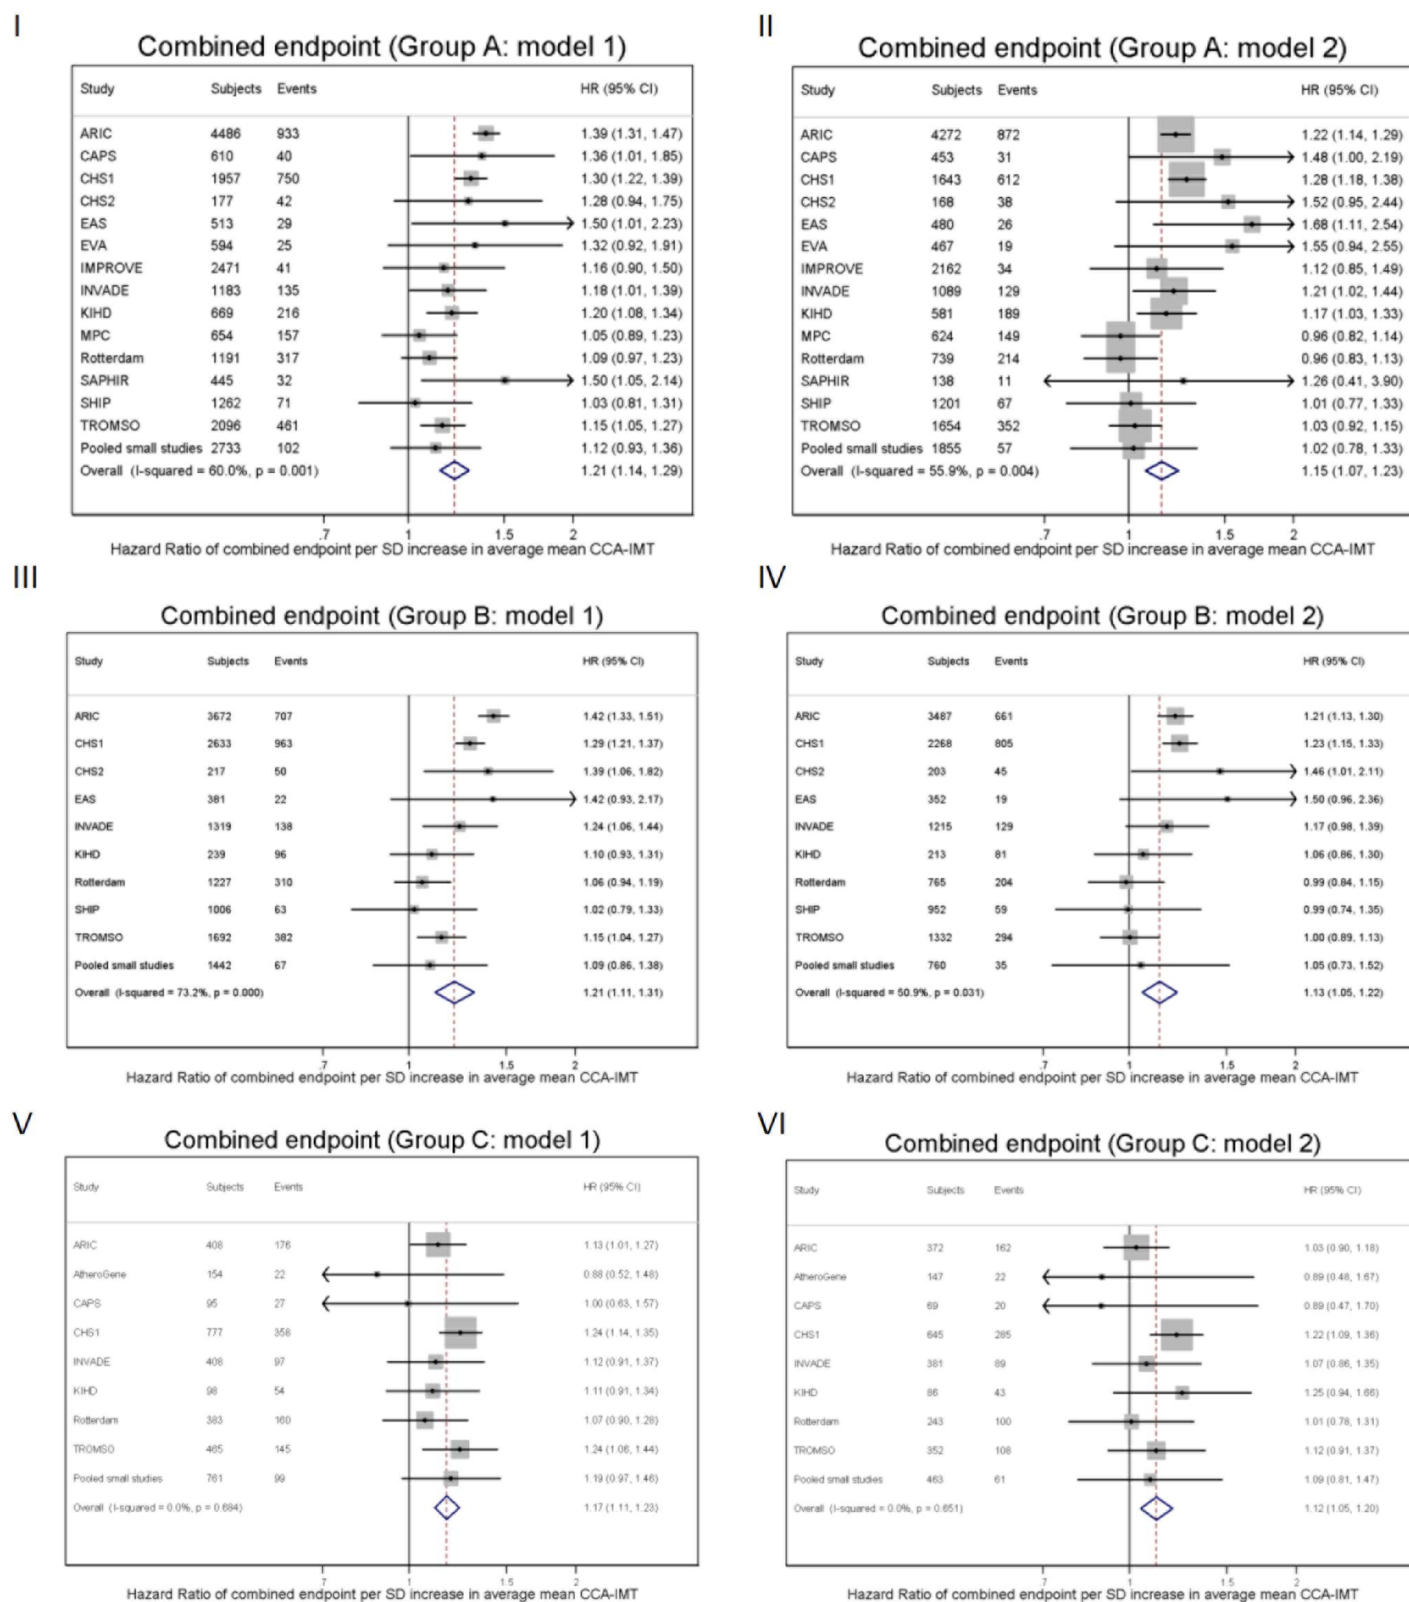 I
Combined endpoint (Group A: model 1)
Study Subjects Events HR (95% CI)
ARIC 4486 933 1.39 (1.31, 1.47)
CAPS 610 40 1.36 (1.01, 1.85)
CHS1 1957 750 1.30 (1.22, 1.39)
CHS2 177 42 1.28 (0.94, 1.75)
EAS 513 29 1.50 (1.01, 2.23)
EVA 594 25 1.32 (0.92, 1.91)
IMPROVE 2471 41 1.16 (0.90, 1.50)
INVADE 1183 135 1.18 (1.01, 1.39)
KIHD 669 216 1.20 (1.08, 1.34)
MPC 654 157 1.05 (0.89, 1.23)
Rotterdam 1191 317 1.09 (0.97, 1.23)
SAPHIR 445 32 1.50 (1.05, 2.14)
SHIP 1262 71 1.03 (0.81, 1.31)
TROMSO 2096 461 1.15 (1.05, 1.27)
Pooled small studies 2733 102 1.12 (0.93, 1.36)
Overall (I-squared = 60.0%, p = 0.001) 1.21 (1.14, 1.29)
.7 1 1.5 2
Hazard Ratio of combined endpoint per SD increase in average mean CCA-IMT
II
Combined endpoint (Group A: model 2)
Study Subjects Events HR (95% CI)
ARIC 4272 872 1.22 (1.14, 1.29)
CAPS 453 31 1.48 (1.00, 2.19)
CHS1 1643 612 1.28 (1.18, 1.38)
CHS2 168 38 1.52 (0.95, 2.44)
EAS 480 26 1.68 (1.11, 2.54)
EVA 467 19 1.55 (0.94, 2.55)
IMPROVE 2162 34 1.12 (0.85, 1.49)
INVADE 1089 129 1.21 (1.02, 1.44)
KIHD 581 189 1.17 (1.03, 1.33)
MPC 624 149 0.96 (0.82, 1.14)
Rotterdam 739 214 0.96 (0.83, 1.13)
SAPHIR 138 11 1.26 (0.41, 3.90)
SHIP 1201 67 1.01 (0.77, 1.33)
TROMSO 1654 352 1.03 (0.92, 1.15)
Pooled small studies 1855 57 1.02 (0.78, 1.33)
Overall (I-squared = 55.9%, p = 0.004) 1.15 (1.07, 1.23)
.7 1 1.5 2
Hazard Ratio of combined endpoint per SD increase in average mean CCA-IMT
III
Combined endpoint (Group B: model 1)
Study Subjects Events HR (95% CI)
ARIC 3672 707 1.42 (1.33, 1.51)
CHS1 2633 963 1.29 (1.21, 1.37)
CHS2 217 50 1.39 (1.06, 1.82)
EAS 381 22 1.42 (0.93, 2.17)
INVADE 1319 138 1.24 (1.06, 1.44)
KIHD 239 96 1.10 (0.93, 1.31)
Rotterdam 1227 310 1.06 (0.94, 1.19)
SHIP 1006 63 1.02 (0.79, 1.33)
TROMSO 1692 382 1.15 (1.04, 1.27)
Pooled small studies 1442 67 1.09 (0.86, 1.38)
Overall (I-squared = 73.2%, p = 0.000) 1.21 (1.11, 1.31)
.7 1 1.5 2
Hazard Ratio of combined endpoint per SD increase in average mean CCA-IMT
IV
Combined endpoint (Group B: model 2)
Study Subjects Events HR (95% CI)
ARIC 3487 661 1.21 (1.13, 1.30)
CHS1 2268 805 1.23 (1.15, 1.33)
CHS2 203 45 1.46 (1.01, 2.11)
EAS 352 19 1.50 (0.96, 2.36)
INVADE 1215 129 1.17 (0.98, 1.39)
KIHD 213 81 1.06 (0.86, 1.30)
Rotterdam 765 204 0.99 (0.84, 1.15)
SHIP 952 59 0.99 (0.74, 1.35)
TROMSO 1332 294 1.00 (0.89, 1.13)
Pooled small studies 760 35 1.05 (0.73, 1.52)
Overall (I-squared = 50.9%, p = 0.031) 1.13 (1.05, 1.22)
.7 1 1.5 2
Hazard Ratio of combined endpoint per SD increase in average mean CCA-IMT
V
Combined endpoint (Group C: model 1)
Study Subjects Events HR (95% CI)
ARIC 408 176 1.13 (1.01, 1.27)
AtheroGene 154 22 0.88 (0.52, 1.48)
CAPS 95 27 1.00 (0.63, 1.57)
CHS1 777 358 1.24 (1.14, 1.35)
INVADE 408 97 1.12 (0.91, 1.37)
KIHD 98 54 1.11 (0.91, 1.34)
Rotterdam 383 160 1.07 (0.90, 1.28)
TROMSO 465 145 1.24 (1.06, 1.44)
Pooled small studies 761 99 1.19 (0.97, 1.46)
Overall (I-squared = 0.0%, p = 0.684) 1.17 (1.11, 1.23)
.7 1 1.5 2
Hazard Ratio of combined endpoint per SD increase in average mean CCA-IMT
VI
Combined endpoint (Group C: model 2)
Study Subjects Events HR (95% CI)
ARIC 372 162 1.03 (0.90, 1.18)
AtheroGene 147 22 0.89 (0.48, 1.67)
CAPS 69 20 0.89 (0.47, 1.70)
CHS1 645 285 1.22 (1.09, 1.36)
INVADE 381 89 1.07 (0.86, 1.35)
KIHD 86 43 1.25 (0.94, 1.66)
Rotterdam 243 100 1.01 (0.78, 1.31)
TROMSO 352 108 1.12 (0.91, 1.37)
Pooled small studies 463 61 1.09 (0.81, 1.47)
Overall (I-squared = 0.0%, p = 0.651) 1.12 (1.05, 1.20)
.7 1 1.5 2
Hazard Ratio of combined endpoint per SD increase in average mean CCA-IMT